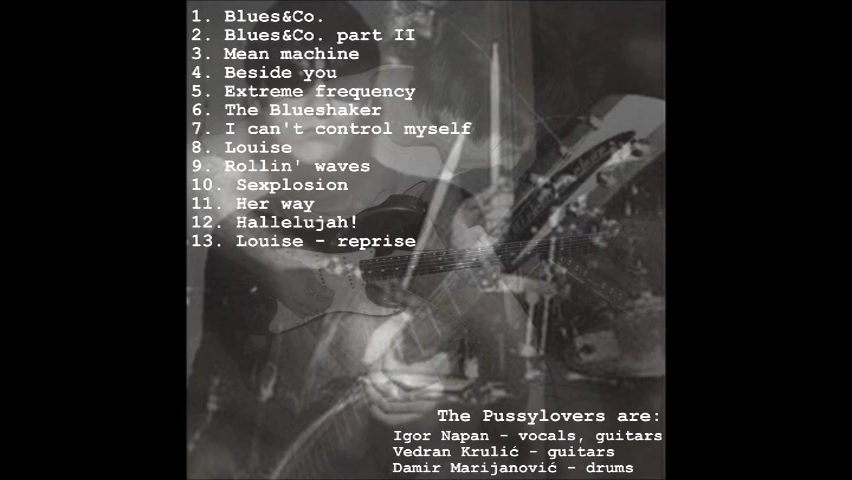 1. Blues&Co.
2. Blues&Co. part II
3. Mean machine
4. Beside you
5. Extreme frequency
6. The Blueshaker
7. I can't control myself
8. Louise
9. Rollin' waves
10. Sexplosion
11. Her way
12. Hallelujah!
13. Louise - reprise
The Pussylovers are:
Igor Napan - vocals, guitars
Vedran Krulić - guitars
Damir Marijanović - drums